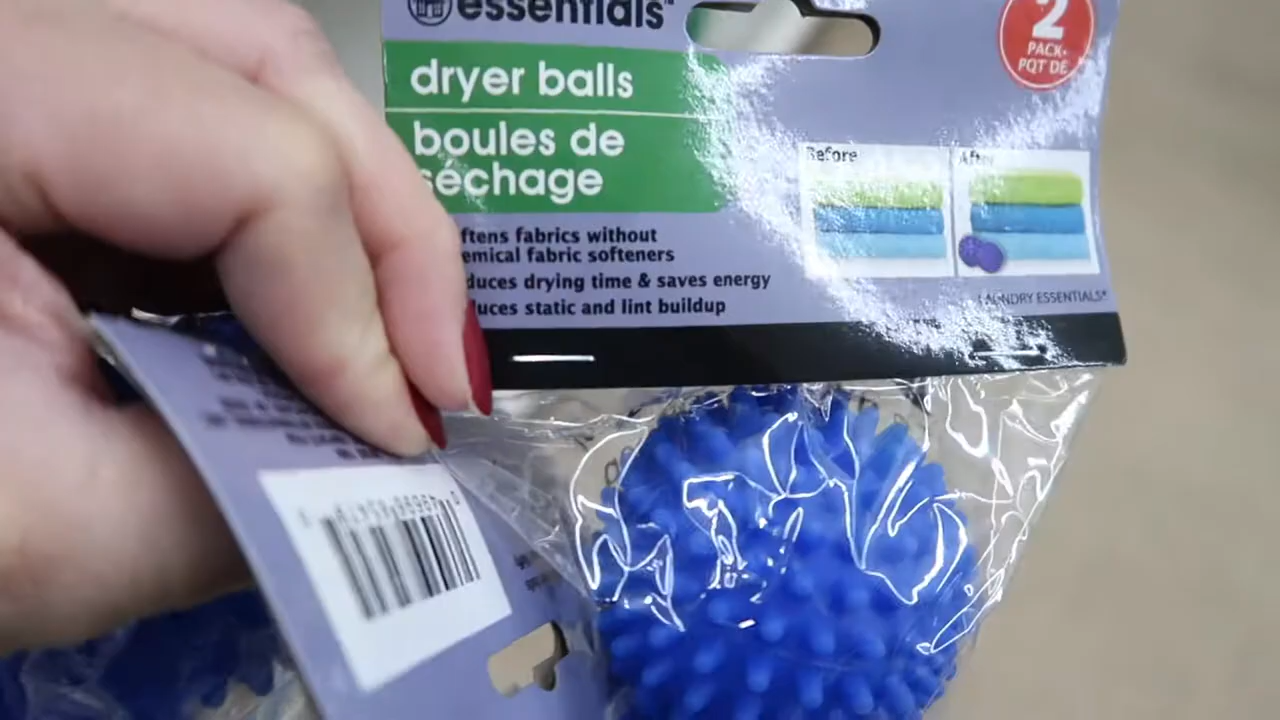 essentials™
2
PACK·
PQT DE
dryer balls
boules de
séchage
Before
After
ftens fabrics without
emical fabric softeners
duces drying time & saves energy
uces static and lint buildup
LAUNDRY ESSENTIALS®